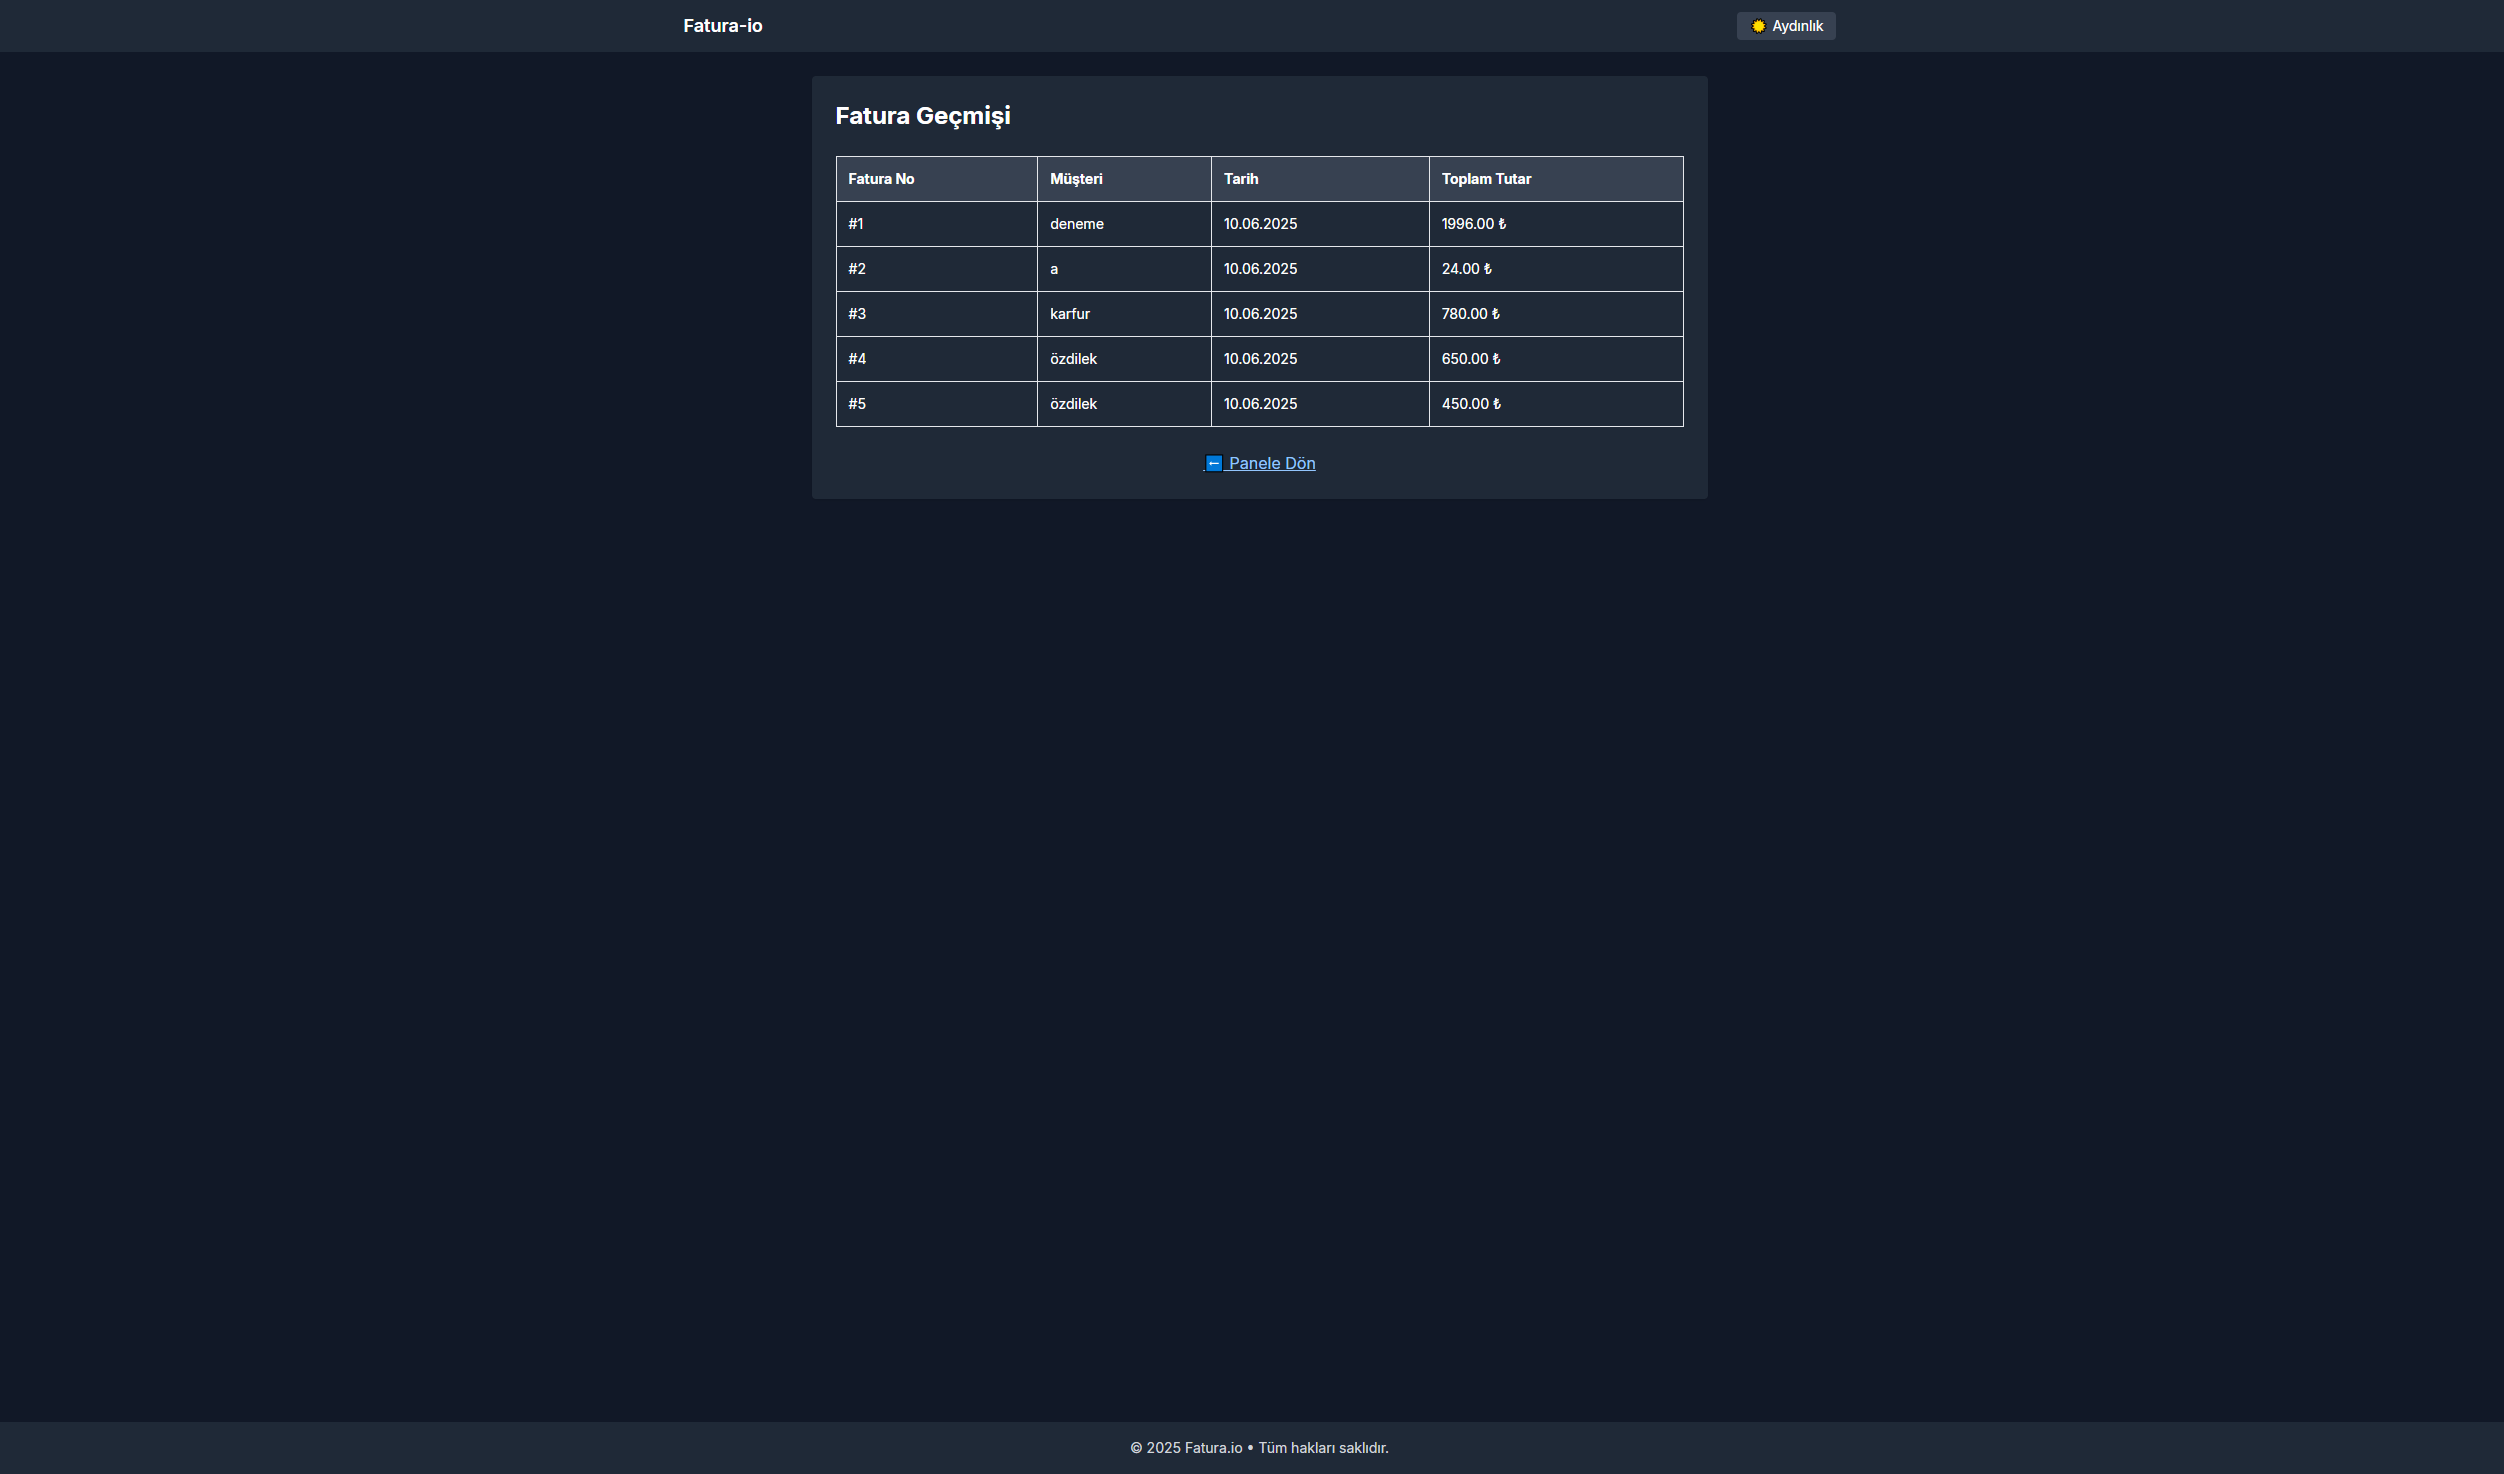 Fatura-io
Aydınlık
Fatura Geçmişi
Fatura No Müşteri Tarih Toplam Tutar
#1 deneme 10.06.2025 1996.00 ₺
#2 a 10.06.2025 24.00 ₺
#3 karfur 10.06.2025 780.00 ₺
#4 özdilek 10.06.2025 650.00 ₺
#5 özdilek 10.06.2025 450.00 ₺
← Panele Dön
© 2025 Fatura.io • Tüm hakları saklıdır.